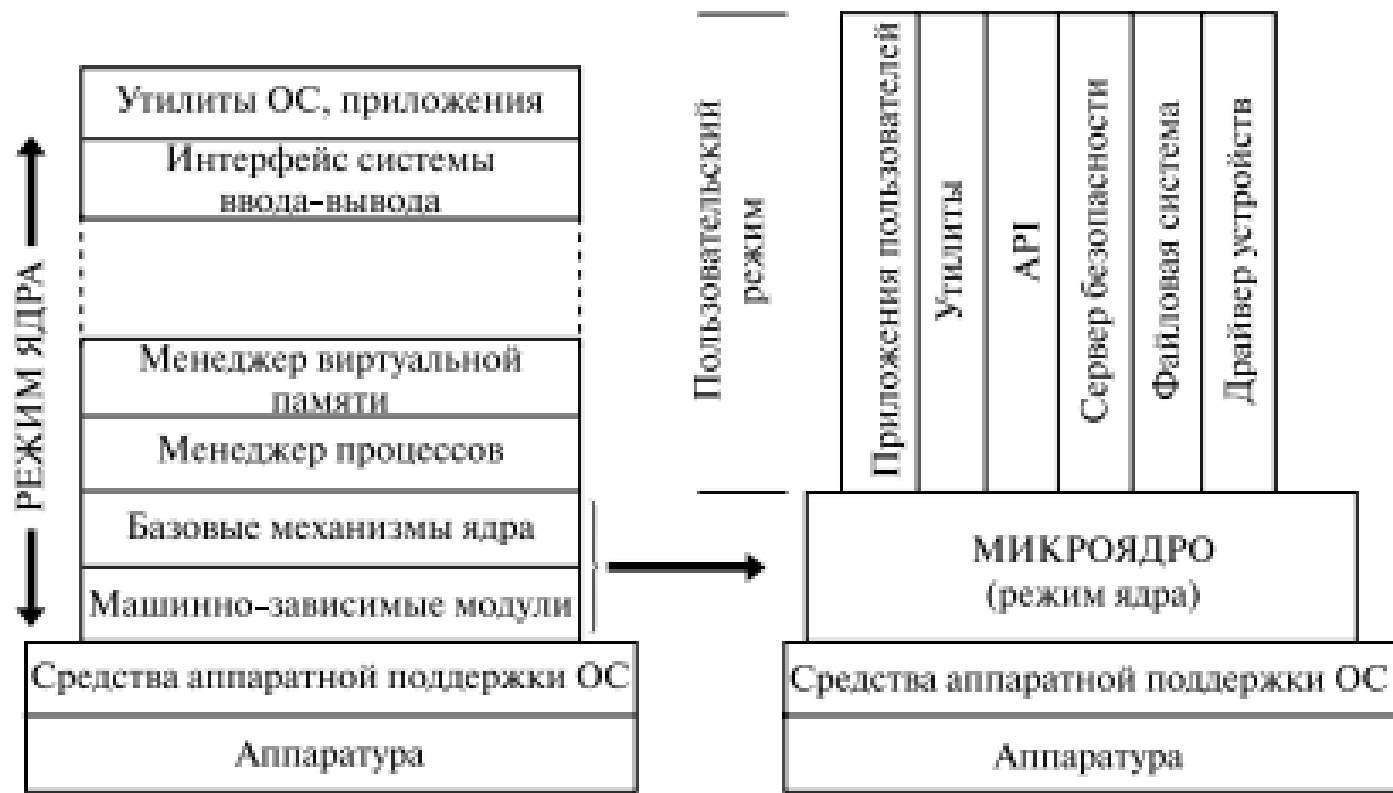 Утилиты ОС, приложения
Интерфейс системы
ввода-вывода
РЕЖИМ ЯДРА
Менеджер виртуальной
памяти
Менеджер процессов
Базовые механизмы ядра
Машинно-зависимые модули
Средства аппаратной поддержки ОС
Аппаратура
Пользовательский
режим
Приложения пользователей
Утилиты
API
Сервер безопасности
Файловая система
Драйвер устройств
МИКРОЯДРО
(режим ядра)
Средства аппаратной поддержки ОС
Аппаратура